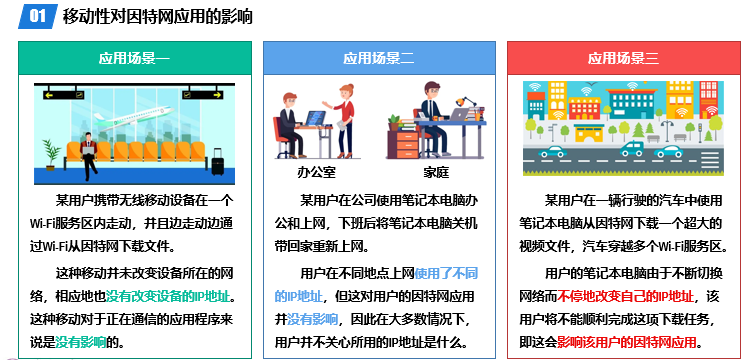 01 移动性对因特网应用的影响
应用场景一
某用户携带无线移动设备在一个
Wi-Fi服务区内走动，并且边走动边通
过Wi-Fi从因特网下载文件。
这种移动并未改变设备所在的网
络，相应地也没有改变设备的IP地址。
这种移动对于正在通信的应用程序来
说是没有影响的。
应用场景二
办公室 家庭
某用户在公司使用笔记本电脑办
公和上网，下班后将笔记本电脑关机
带回家重新上网。
用户在不同地点上网使用了不同
的IP地址，但这对用户的因特网应用
并没有影响，因此在大多数情况下，
用户并不关心所用的IP地址是什么。
应用场景三
某用户在一辆行驶的汽车中使用
笔记本电脑从因特网下载一个超大的
视频文件，汽车穿越多个Wi-Fi服务区。
用户的笔记本电脑由于不断切换
网络而不停地改变自己的IP地址，该
用户将不能顺利完成这项下载任务，
即这会影响该用户的因特网应用。